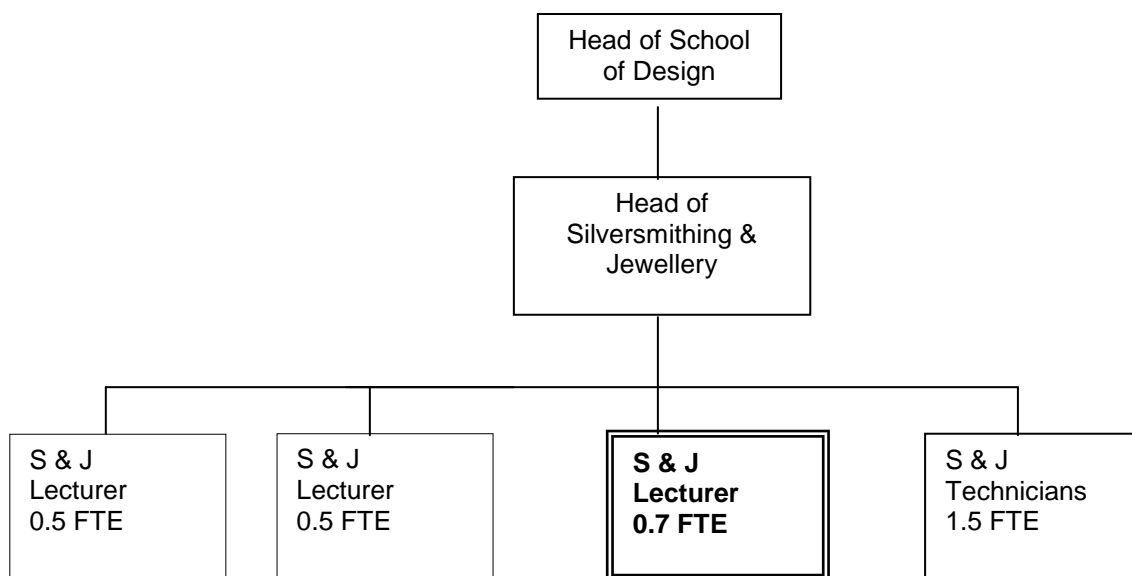 Head of School
of Design
Head of
Silversmithing &
Jewellery
S & J
Lecturer
0.5 FTE
S & J
Lecturer
0.5 FTE
S & J
Lecturer
0.7 FTE
S & J
Technicians
1.5 FTE